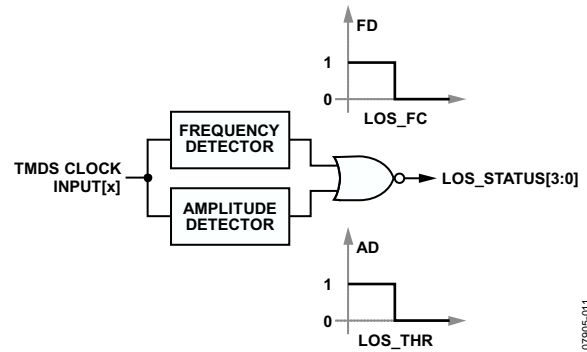 FD
1
0
LOS_FC
FREQUENCY
DETECTOR
TMDS CLOCK
INPUT[x]
LOS_STATUS[3:0]
AMPLITUDE
DETECTOR
AD
1
0
LOS_THR
07905-011